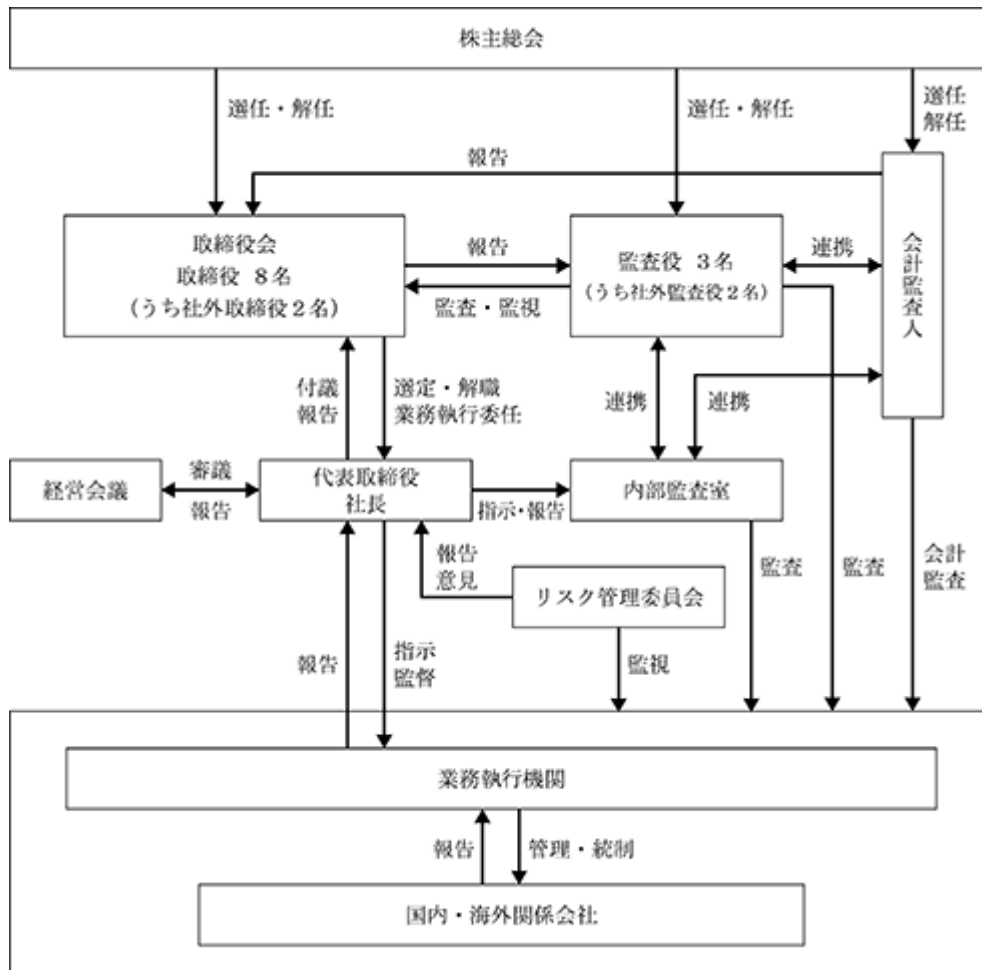 株主総会
選任・解任
選任・解任
選任
解任
報告
取締役会
取締役 8名
(うち社外取締役2名)
報告
監査・監視
監査役 3名
(うち社外監査役2名)
連携
会計監査人
付議
報告
選定・解職
業務執行委任
連携
連携
経営会議
審議
報告
代表取締役
社長
指示・報告
内部監査室
報告
意見
リスク管理委員会
監査
監査
会計
監査
報告
指示
監督
監視
業務執行機関
報告
管理・統制
国内・海外関係会社